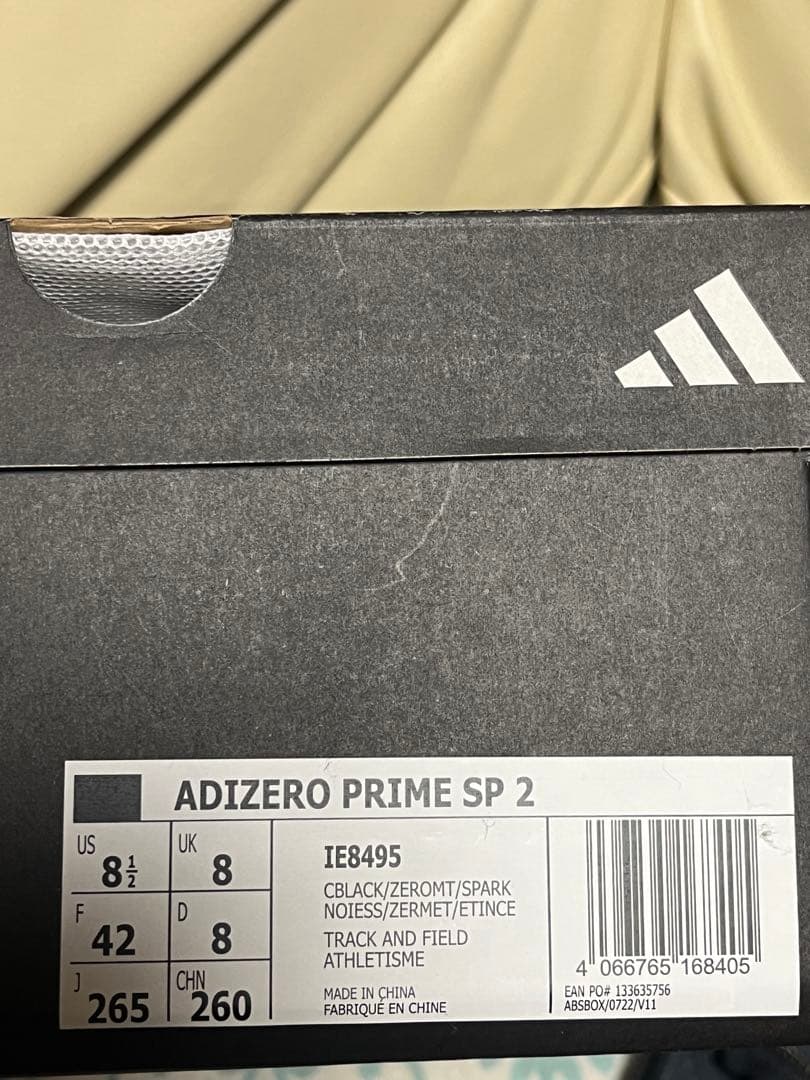 ADIZERO PRIME SP 2
US 8½
UK 8
F 42
D 8
J 265
CHN 260
IE8495
CBLACK/ZEROMT/SPARK
NOIESS/ZERMET/ETINCE
TRACK AND FIELD
ATHLETISME
MADE IN CHINA
FABRIQUÉ EN CHINE
4 066765 168405
EAN PO# 133635756
ABSBOX/0722/V11